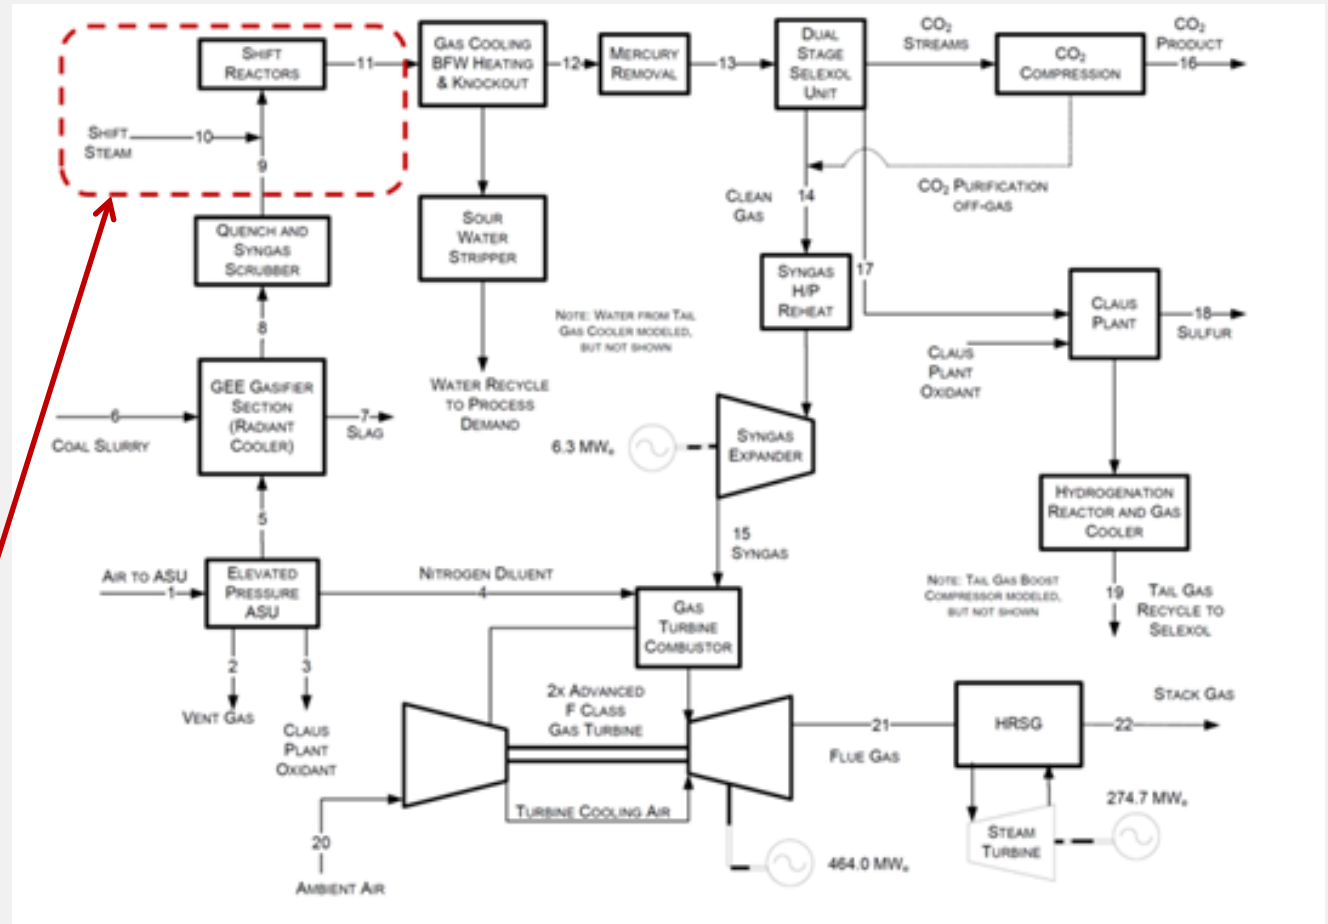 SHIFT
REACTORS
11
GAS COOLING
BFW HEATING
& KNOCKOUT
12
MERCURY
REMOVAL
13
DUAL
STAGE
SELEXOL
UNIT
CO2
STREAMS
CO2
COMPRESSION
CO2
PRODUCT
16
SHIFT
STEAM
10
9
CO2 PURIFICATION
OFF-GAS
CLEAN
GAS
14
QUENCH AND
SYNGAS
SCRUBBER
SOUR
WATER
STRIPPER
SYNGAS
H/P
REHEAT
17
CLAUS
PLANT
18
SULFUR
NOTE: WATER FROM TAIL
GAS COOLER MODELED,
BUT NOT SHOWN
8
CLAUS
PLANT
OXIDANT
GEE GASIFIER
SECTION
(RADIANT
COOLER)
6
COAL SLURRY
7
SLAG
WATER RECYCLE
TO PROCESS
DEMAND
6.3 MWe
SYNGAS
EXPANDER
HYDROGENATION
REACTOR AND GAS
COOLER
5
15
SYNGAS
AIR TO ASU
1
ELEVATED
PRESSURE
ASU
NITROGEN DILUENT
4
GAS
TURBINE
COMBUSTOR
NOTE: TAIL GAS BOOST
COMPRESSOR MODELED,
BUT NOT SHOWN
19
TAIL GAS
RECYCLE TO
SELEXOL
2
VENT GAS
3
CLAUS
PLANT
OXIDANT
2X ADVANCED
F CLASS
GAS TURBINE
21
FLUE GAS
HRSG
STACK GAS
22
TURBINE COOLING AIR
274.7 MWe
STEAM
TURBINE
20
AMBIENT AIR
464.0 MWe